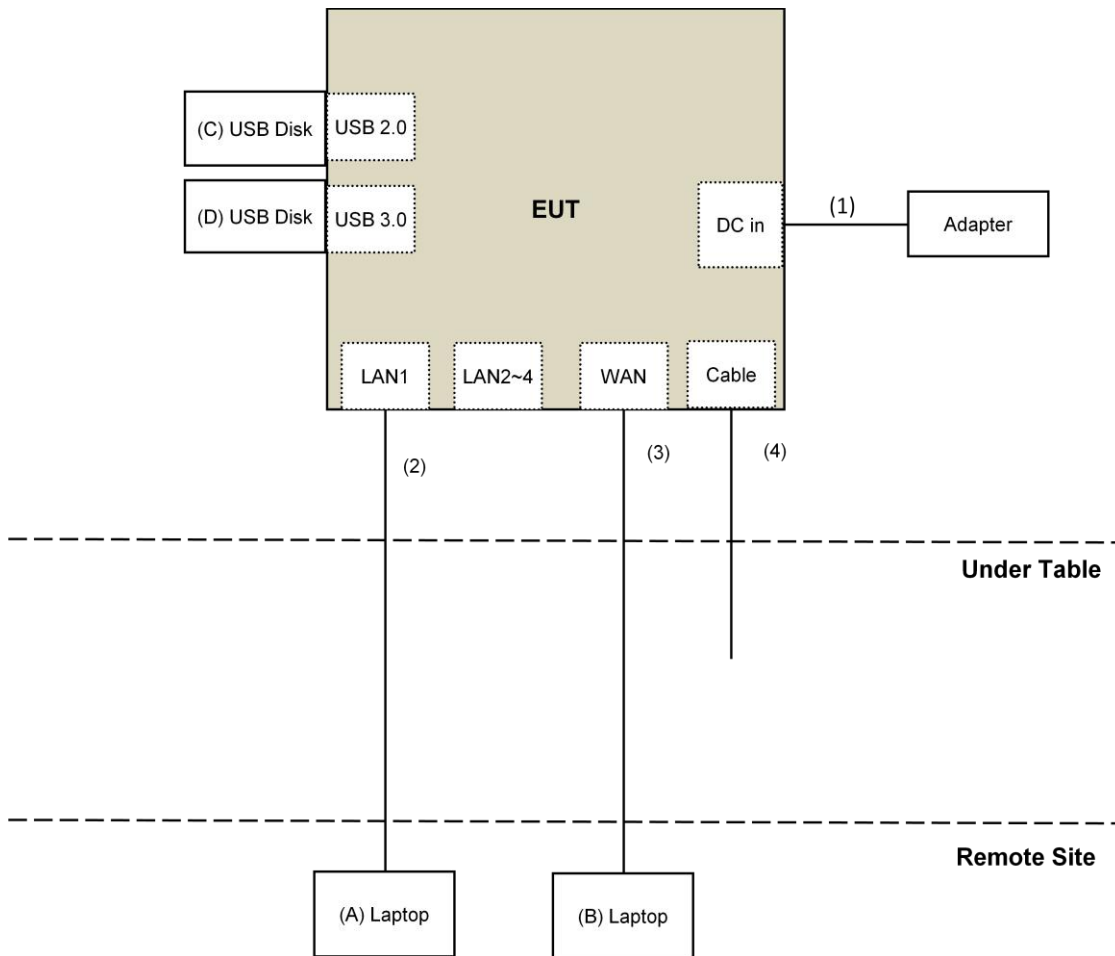 (C) USB Disk
USB 2.0
(D) USB Disk
USB 3.0
EUT
DC in
(1)
Adapter
LAN1
LAN2~4
WAN
Cable
(2)
(3)
(4)
Under Table
Remote Site
(A) Laptop
(B) Laptop